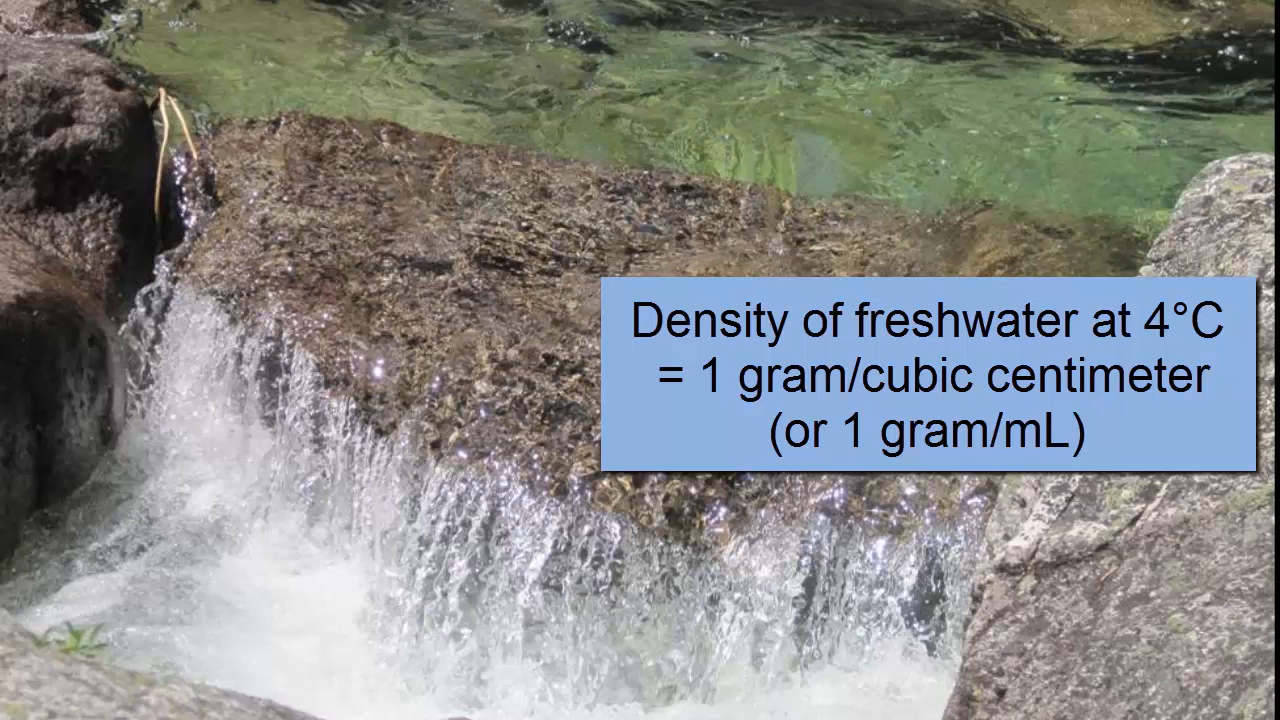 Density of freshwater at 4°C
= 1 gram/cubic centimeter
(or 1 gram/mL)